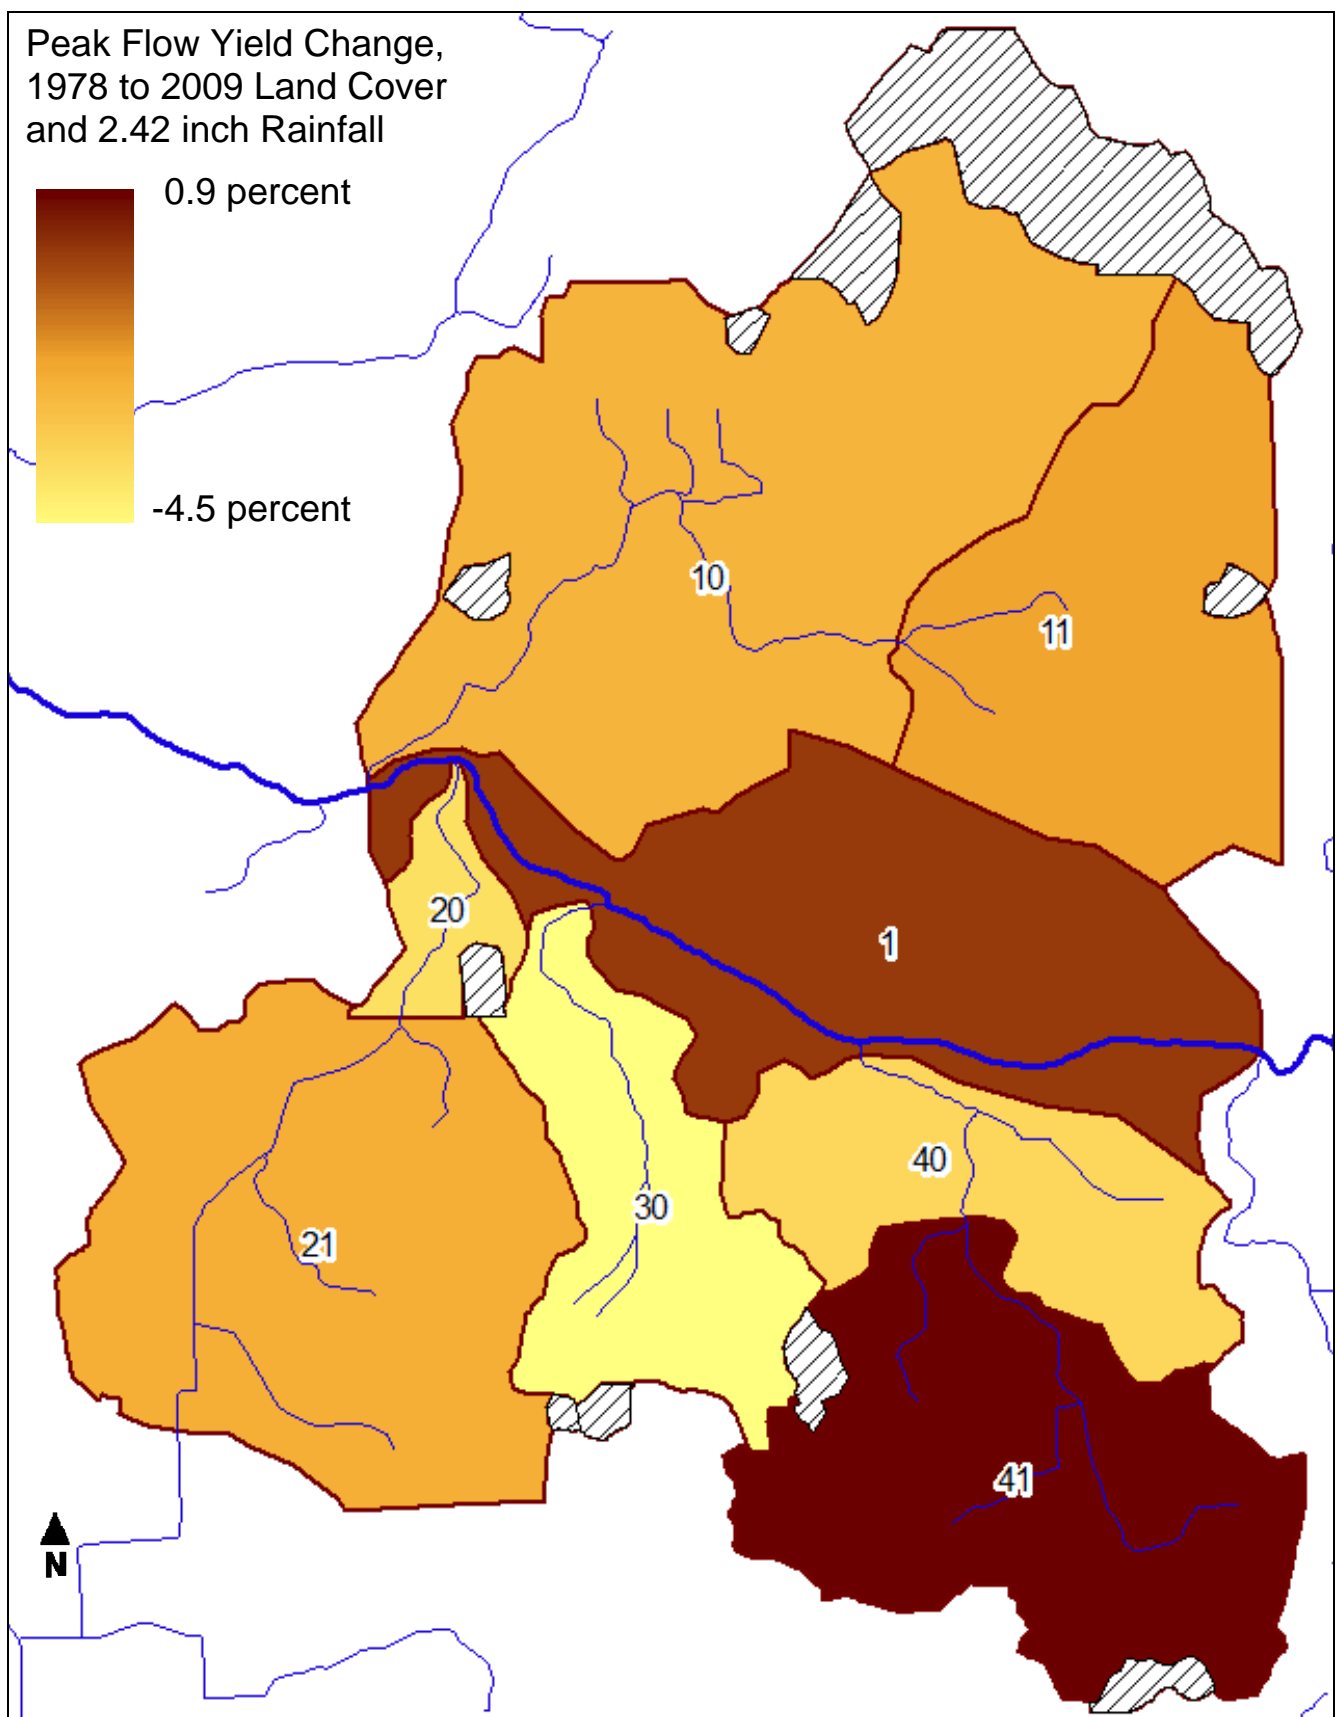 Peak Flow Yield Change,
1978 to 2009 Land Cover
and 2.42 inch Rainfall
0.9 percent
-4.5 percent
10
11
20
1
40
30
21
41
N